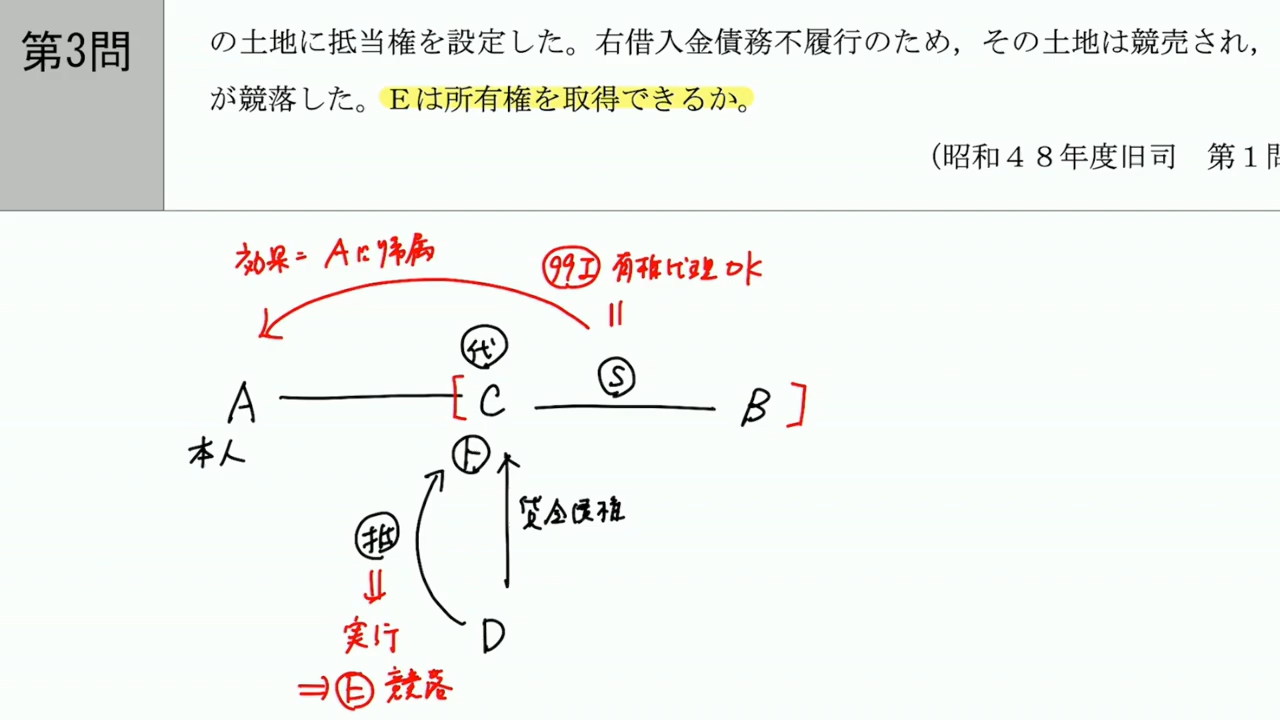 第3問
の土地に抵当権を設定した。右借入金債務不履行のため，その土地は競売され，
が競落した。Ｅは所有権を取得できるか。
（昭和４８年度旧司　第１問
効果= Aに帰属
99I 有権代理OK
代
S
A
[C
B]
本人
土
抵
貸金債権
実行
D
⇒E 競落